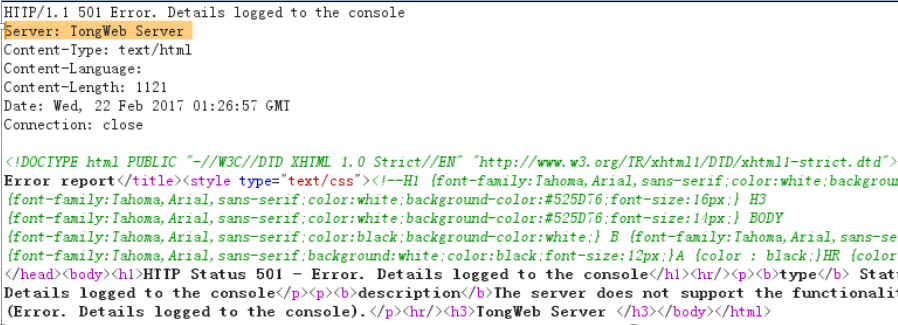 HTTP/1.1 501 Error. Details logged to the console
Server: TongWeb Server
Content-Type: text/html
Content-Language:
Content-Length: 1121
Date: Wed, 22 Feb 2017 01:26:57 GMT
Connection: close
<!DOCTYPE html PUBLIC "-//W3C//DTD XHTML 1.0 Strict//EN" "http://www.w3.org/TR/xhtml1/DTD/xhtml1-strict.dtd">
Error report</title><style type="text/css"><!--H1 {font-family:Tahoma,Arial,sans-serif;color:white;backgroun
{font-family:Tahoma,Arial,sans-serif;color:white;background-color:#525D76;font-size:16px;} H3
{font-family:Tahoma,Arial,sans-serif;color:white;background-color:#525D76;font-size:14px;} BODY
{font-family:Tahoma,Arial,sans-serif;color:black;background-color:white;} B {font-family:Tahoma,Arial,sans-se
{font-family:Tahoma,Arial,sans-serif;background:white;color:black;font-size:12px;}A {color : black;}HR {color
</head><body><h1>HTTP Status 501 - Error. Details logged to the console</h1><hr/><p><b>type</b> Stat
Details logged to the console</p><p><b>description</b>The server does not support the functionalit
(Error. Details logged to the console).</p><hr/><h3>TongWeb Server </h3></body></html>